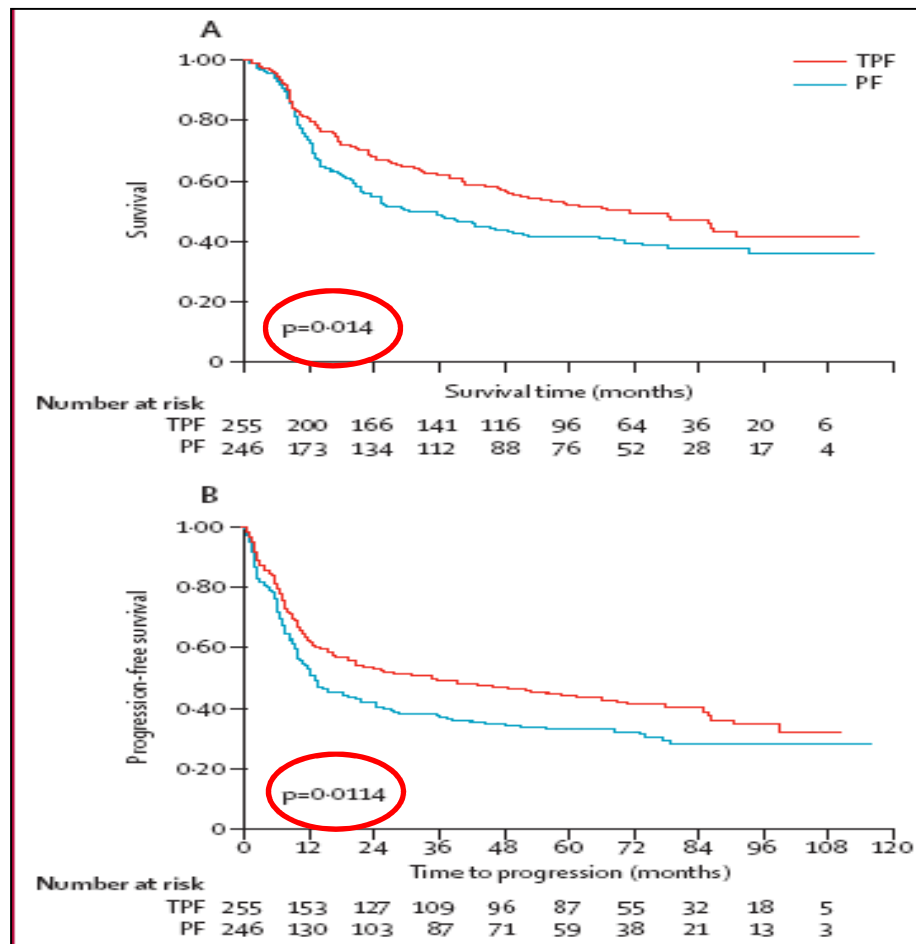 A
1·00
0·80
0·60
0·40
0·20
0
Survival
TPF
PF
p=0·014
Survival time (months)
Number at risk
TPF 255 200 166 141 116 96 64 36 20 6
PF 246 173 134 112 88 76 52 28 17 4
B
1·00
0·80
0·60
0·40
0·20
0
Progression-free survival
p=0·0114
0 12 24 36 48 60 72 84 96 108 120
Time to progression (months)
Number at risk
TPF 255 153 127 109 96 87 55 32 18 5
PF 246 130 103 87 71 59 38 21 13 3